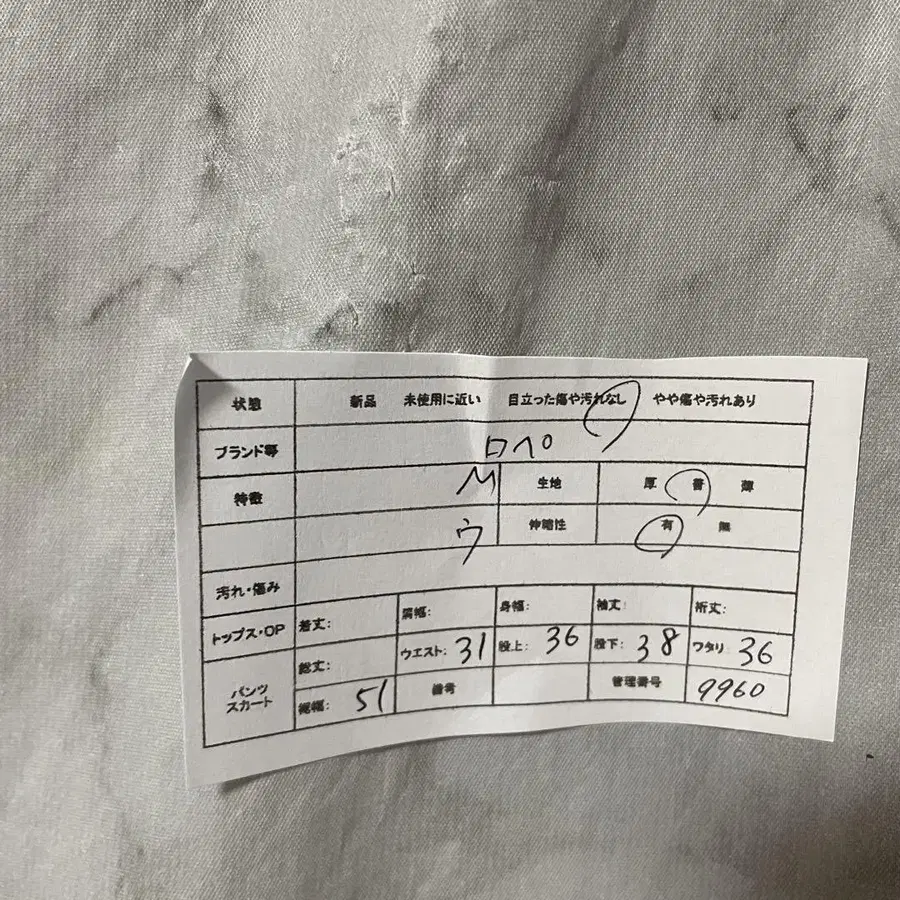 状態 新品 未使用に近い 目立った傷や汚れなし やや傷や汚れあり
ブランド等 ロペ
特徴 M 生地 厚 普 薄
ウ 伸縮性 有 無
汚れ・傷み
トップス・OP 着丈: 肩幅: 身幅: 袖丈: 裄丈:
パンツ スカート 総丈: ウエスト: 31 股上: 36 股下: 38 ワタリ: 36
裾幅: 51 備考 管理番号 9960